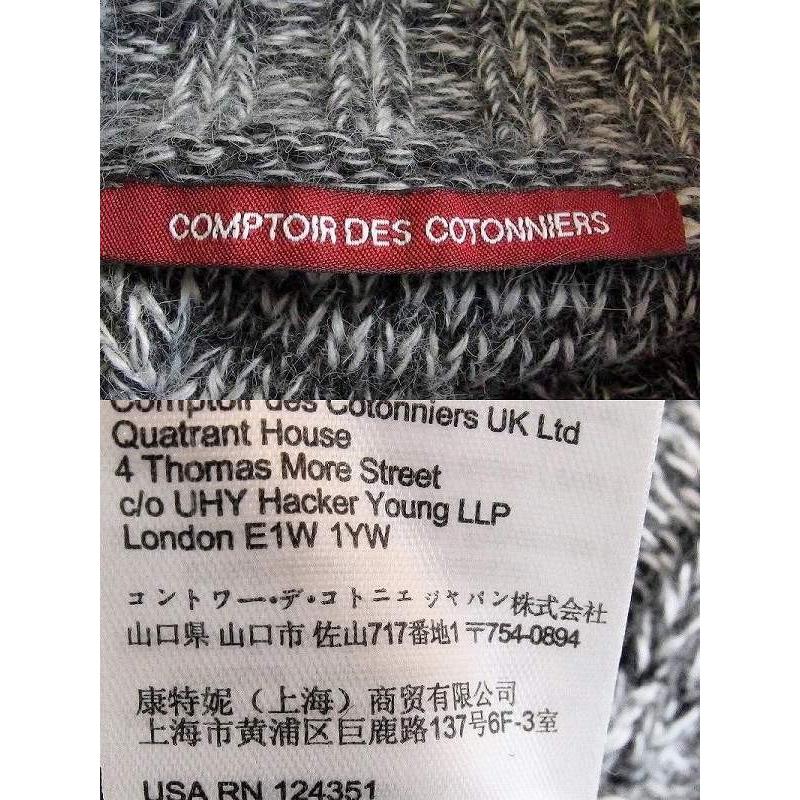 COMPTOIR DES COTONNIERS
Comptoir des Cotonniers UK Ltd
Quatrant House
4 Thomas More Street
c/o UHY Hacker Young LLP
London E1W 1YW
コントワー・デ・コトニエ ジャパン株式会社
山口県 山口市 佐山717番地1 〒754-0894
康特妮（上海）商贸有限公司
上海市黄浦区巨鹿路137号6F-3室
USA RN 124351